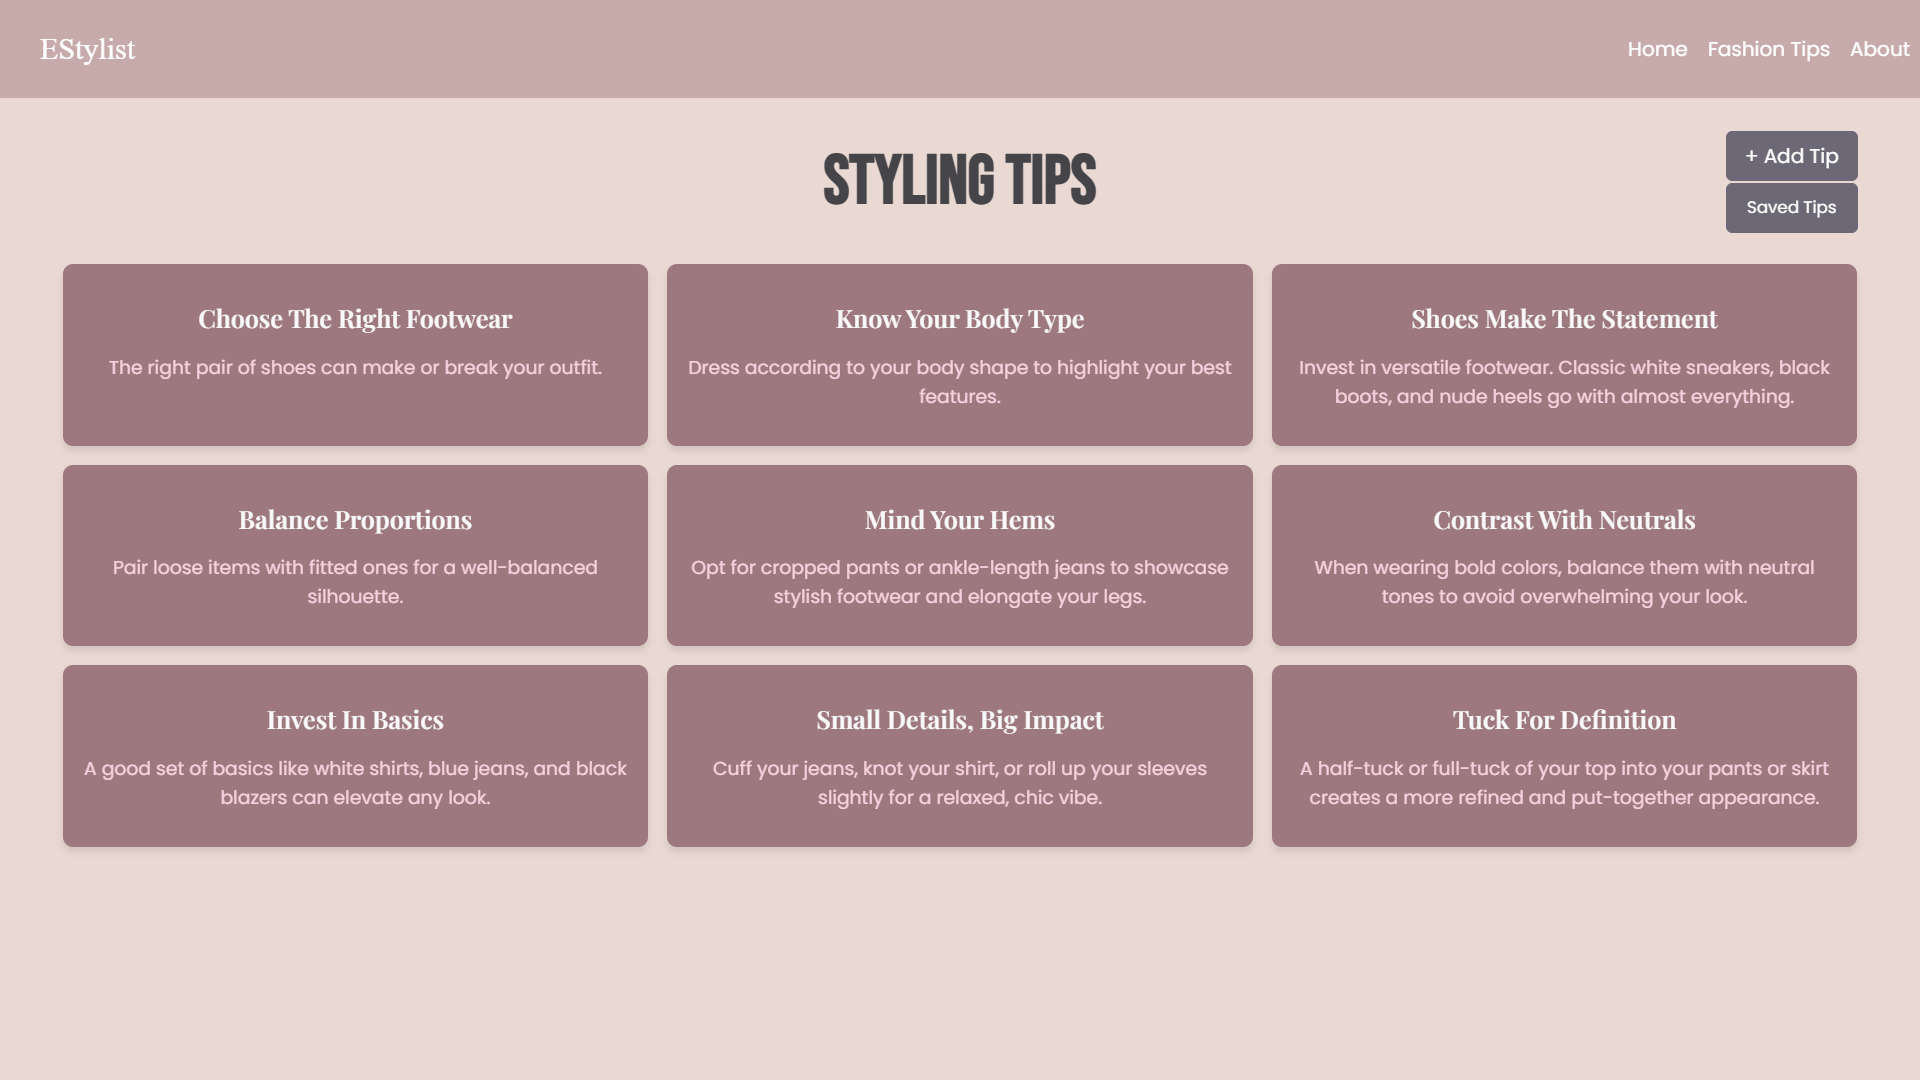 EStylist
Home
Fashion Tips
About
STYLING TIPS
+ Add Tip
Saved Tips
Choose The Right Footwear
The right pair of shoes can make or break your outfit.
Know Your Body Type
Dress according to your body shape to highlight your best
features.
Shoes Make The Statement
Invest in versatile footwear. Classic white sneakers, black
boots, and nude heels go with almost everything.
Balance Proportions
Pair loose items with fitted ones for a well-balanced
silhouette.
Mind Your Hems
Opt for cropped pants or ankle-length jeans to showcase
stylish footwear and elongate your legs.
Contrast With Neutrals
When wearing bold colors, balance them with neutral
tones to avoid overwhelming your look.
Invest In Basics
A good set of basics like white shirts, blue jeans, and black
blazers can elevate any look.
Small Details, Big Impact
Cuff your jeans, knot your shirt, or roll up your sleeves
slightly for a relaxed, chic vibe.
Tuck For Definition
A half-tuck or full-tuck of your top into your pants or skirt
creates a more refined and put-together appearance.